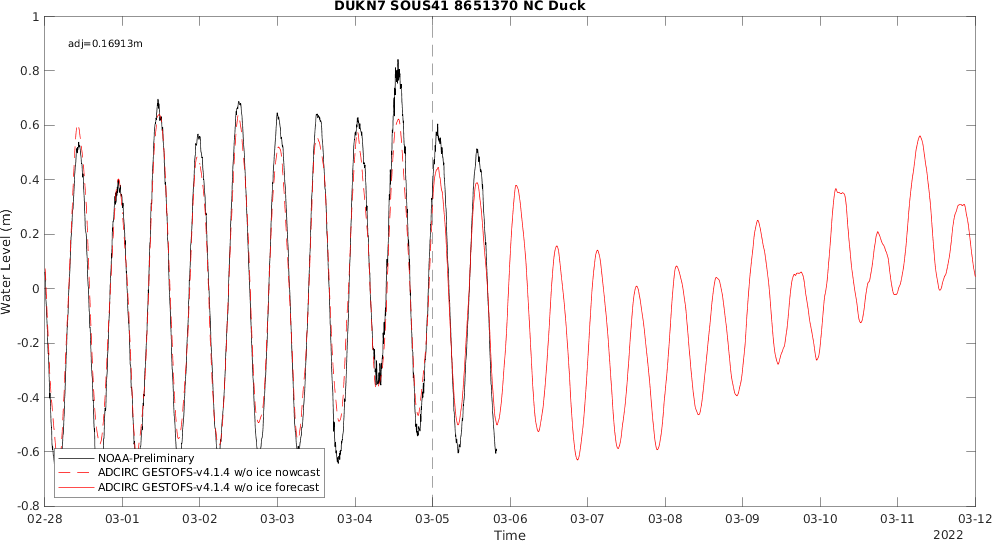 DUKN7 SOUS41 8651370 NC Duck
adj=0.16913m
1
0.8
0.6
0.4
0.2
0
-0.2
-0.4
-0.6
-0.8
Water Level (m)
NOAA-Preliminary
ADCIRC GESTOFS-v4.1.4 w/o ice nowcast
ADCIRC GESTOFS-v4.1.4 w/o ice forecast
02-28 03-01 03-02 03-03 03-04 03-05 03-06 03-07 03-08 03-09 03-10 03-11 03-12
Time
2022